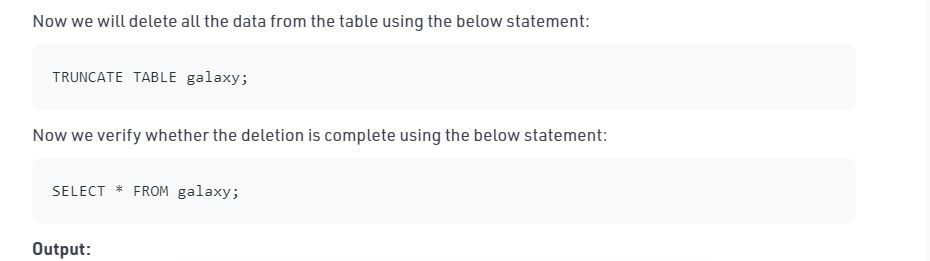 Now we will delete all the data from the table using the below statement:
TRUNCATE TABLE galaxy;
Now we verify whether the deletion is complete using the below statement:
SELECT * FROM galaxy;
Output: